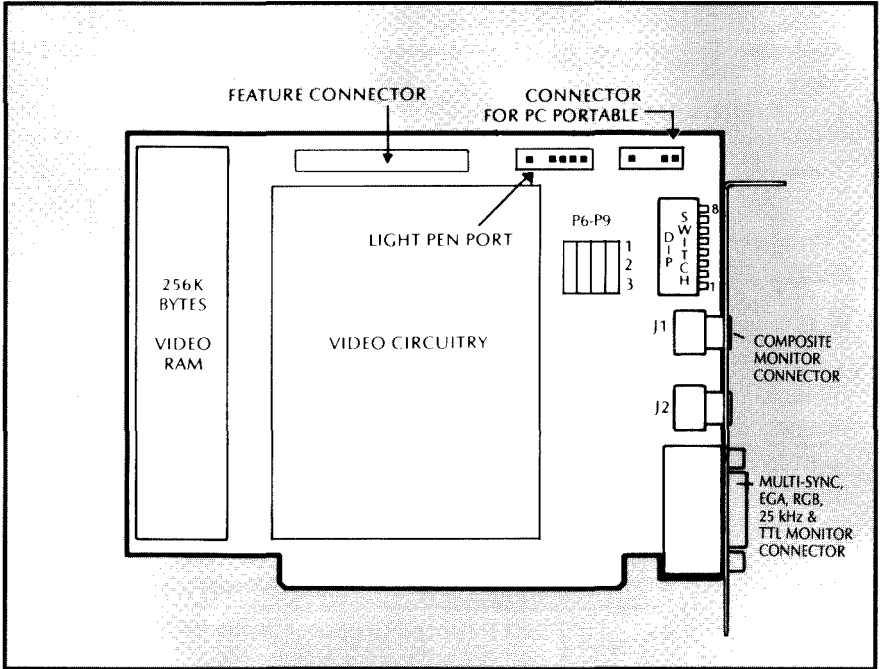 FEATURE CONNECTOR
CONNECTOR
FOR PC PORTABLE
LIGHT PEN PORT
P6-P9
1
2
3
8
DIP
SWITCH
1
256K
BYTES
VIDEO
RAM
VIDEO CIRCUITRY
J1
COMPOSITE
MONITOR
CONNECTOR
J2
MULTI-SYNC,
EGA, RGB,
25 kHz &
TTL MONITOR
CONNECTOR